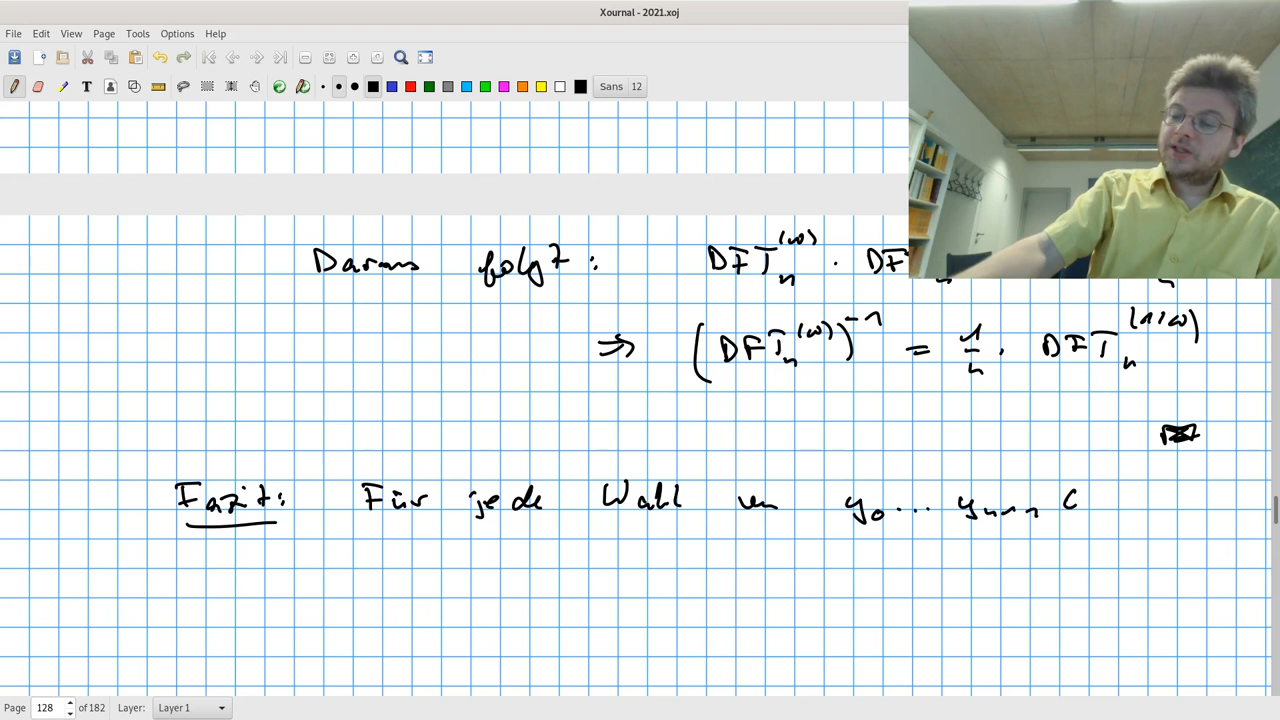 Xournal - 2021.xoj
File Edit View Page Tools Options Help
T Sans 12
Daraus folgt: DFT_n^(ω) · DF
⇒ (DFT_n^(ω))^-1 = 1/n · DFT_n^(1/ω)
Fazit: Für jede Wahl von y_0 ... y_n-1
Page 128 of 182 Layer: Layer 1